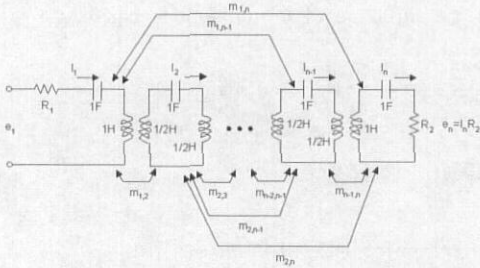 m1,n
m1,n-1
I1 I2 In-1 In
R1 1F 1F 1F 1F
e1 1H 1/2H 1/2H 1/2H 1/2H 1H R2 en=InR2
m1,2 m2,3 mn-2,n-1 mn-1,n
m2,n-1
m2,n